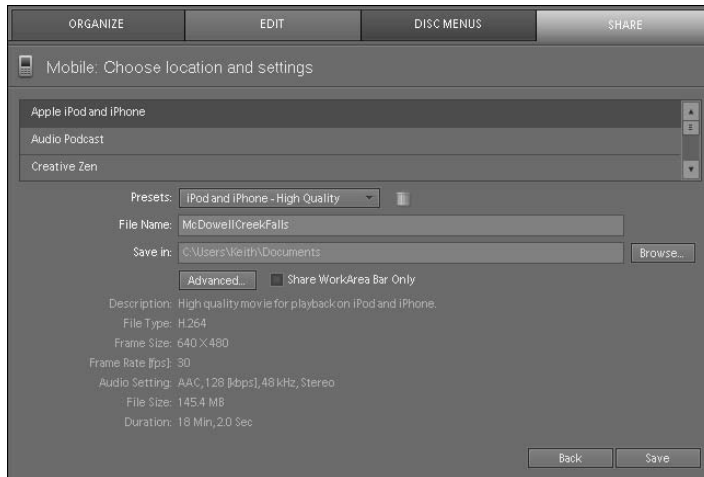 ORGANIZE EDIT DISC MENUS SHARE
Mobile: Choose location and settings
Apple iPod and iPhone
Audio Podcast
Creative Zen
Presets: iPod and iPhone - High Quality
File Name: McDowellCreekFalls
Save in: C:\Users\Keith\Documents Browse...
Advanced... Share WorkArea Bar Only
Description: High quality movie for playback on iPod and iPhone.
File Type: H.264
Frame Size: 640 X 480
Frame Rate [fps]: 30
Audio Setting: AAC, 128 [kbps], 48 kHz, Stereo
File Size: 145.4 MB
Duration: 18 Min, 2.0 Sec
Back Save